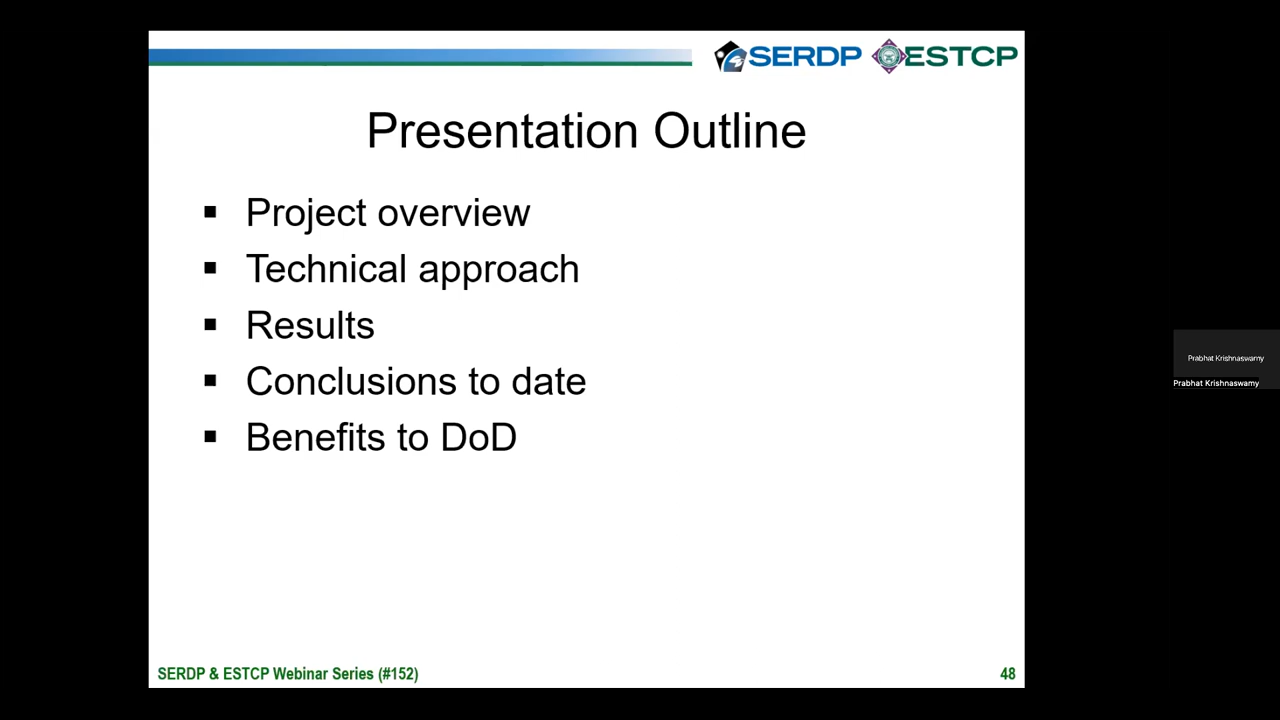 SERDP ESTCP
Presentation Outline
▪ Project overview
▪ Technical approach
▪ Results
▪ Conclusions to date
▪ Benefits to DoD
Prabhat Krishnaswamy
Prabhat Krishnaswamy
SERDP & ESTCP Webinar Series (#152) 48